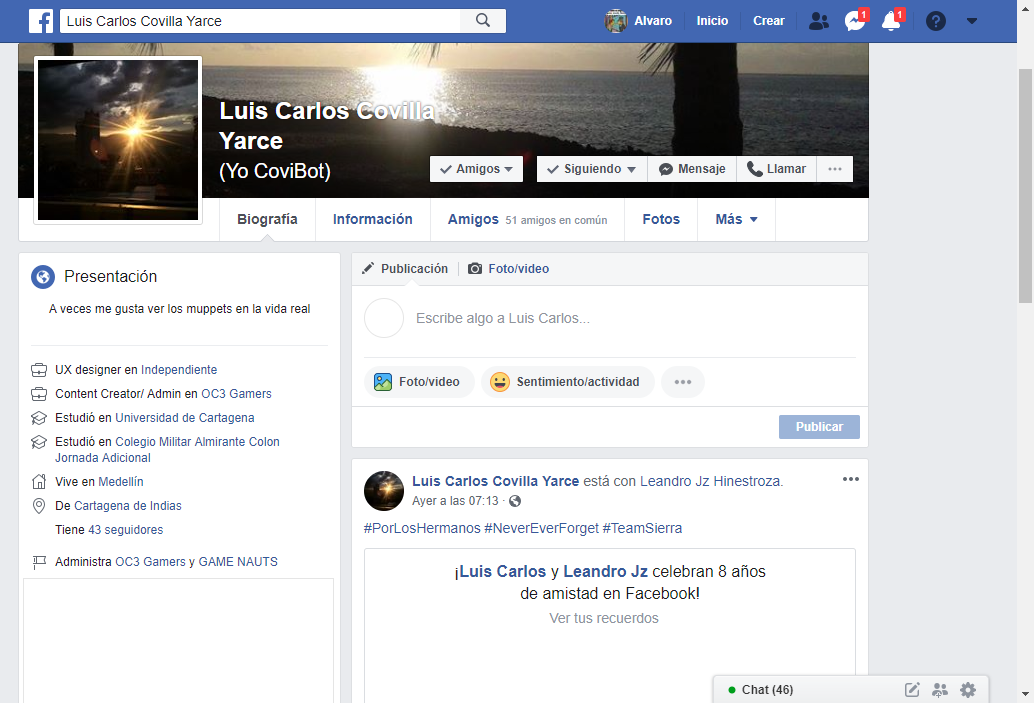 Luis Carlos Covilla Yarce
Alvaro
Inicio
Crear
1
1
Luis Carlos Covilla
Yarce
(Yo CoviBot)
Amigos
Siguiendo
Mensaje
Llamar
Biografía
Información
Amigos 51 amigos en común
Fotos
Más
Presentación
A veces me gusta ver los muppets en la vida real
UX designer en Independiente
Content Creator/ Admin en OC3 Gamers
Estudió en Universidad de Cartagena
Estudió en Colegio Militar Almirante Colon
Jornada Adicional
Vive en Medellín
De Cartagena de Indias
Tiene 43 seguidores
Administra OC3 Gamers y GAME NAUTS
Publicación
Foto/video
Escribe algo a Luis Carlos...
Foto/video
Sentimiento/actividad
Publicar
Luis Carlos Covilla Yarce está con Leandro Jz Hinestroza.
Ayer a las 07:13 ·
#PorLosHermanos #NeverEverForget #TeamSierra
¡Luis Carlos y Leandro Jz celebran 8 años
de amistad en Facebook!
Ver tus recuerdos
Chat (46)